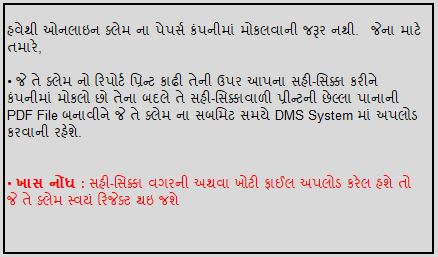 હવેથી ઓનલાઇન ક્લેમ ના પેપર્સ કંપનીમાં મોકલવાની જરૂર નથી. જેના માટે
તમારે,
• જે તે ક્લેમ નો રિપોર્ટ પ્રિન્ટ કાઢી તેની ઉપર આપના સહી-સિક્કા કરીને
કંપનીમાં મોકલો છો તેના બદલે તે સહી-સિક્કાવાળી પ્રીન્ટની છેલ્લા પાનાની
PDF File બનાવીને જે તે ક્લેમ ના સબમિટ સમયે DMS System માં અપલોડ
કરવાની રહેશે.
• ખાસ નોંધ : સહી-સિક્કા વગરની અથવા ખોટી ફાઈલ અપલોડ કરેલ હશે તો
જે તે ક્લેમ સ્વયં રિજેક્ટ થઇ જશે